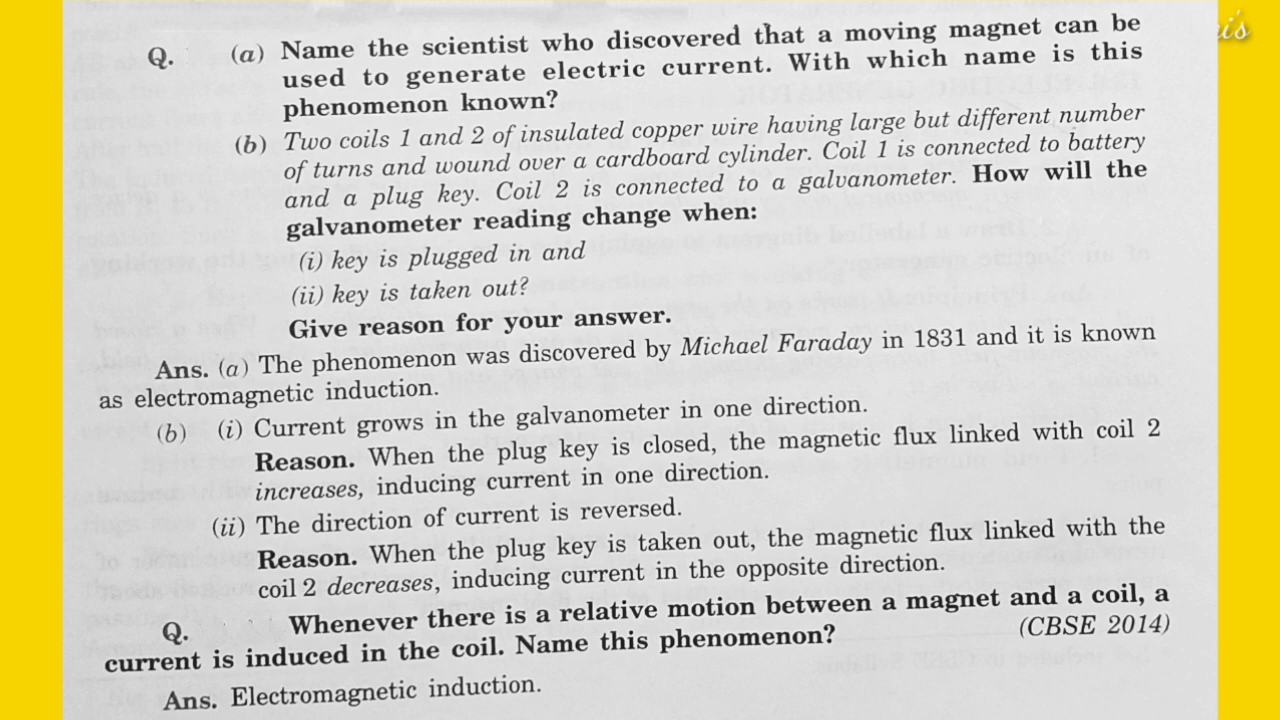 is
Q. (a) Name the scientist who discovered that a moving magnet can be
used to generate electric current. With which name is this
phenomenon known?
(b) Two coils 1 and 2 of insulated copper wire having large but different number
of turns and wound over a cardboard cylinder. Coil 1 is connected to battery
and a plug key. Coil 2 is connected to a galvanometer. How will the
galvanometer reading change when:
(i) key is plugged in and
(ii) key is taken out?
Give reason for your answer.
Ans. (a) The phenomenon was discovered by Michael Faraday in 1831 and it is known
as electromagnetic induction.
(b) (i) Current grows in the galvanometer in one direction.
Reason. When the plug key is closed, the magnetic flux linked with coil 2
increases, inducing current in one direction.
(ii) The direction of current is reversed.
Reason. When the plug key is taken out, the magnetic flux linked with the
coil 2 decreases, inducing current in the opposite direction.
Q. Whenever there is a relative motion between a magnet and a coil, a
current is induced in the coil. Name this phenomenon? (CBSE 2014)
Ans. Electromagnetic induction.